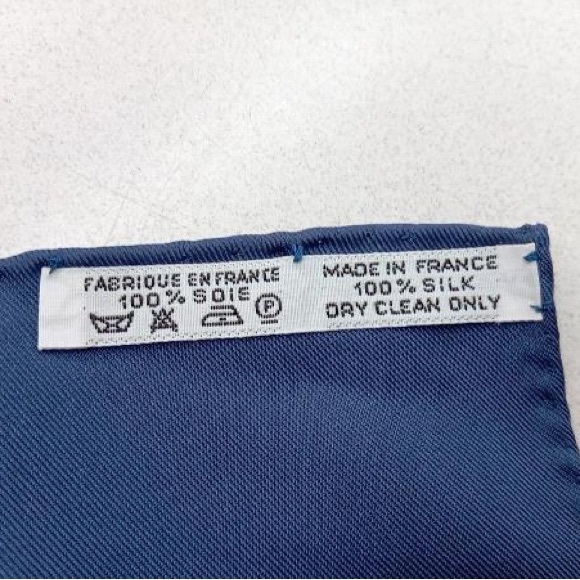 FABRIQUE EN FRANCE
100% SOIE
P
MADE IN FRANCE
100% SILK
DRY CLEAN ONLY